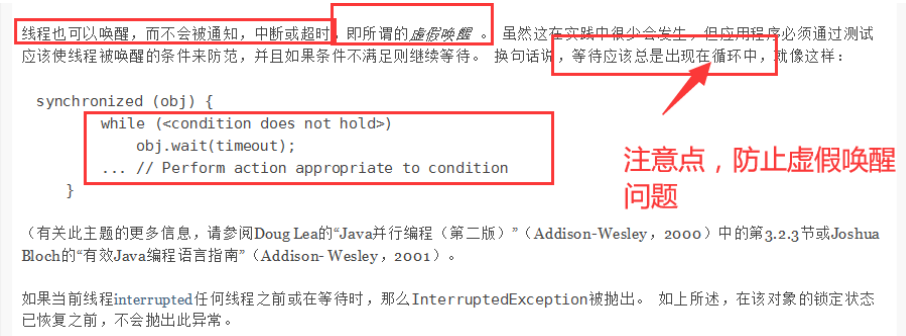 线程也可以唤醒，而不会被通知，中断或超时，即所谓的虚假唤醒 。 虽然这在实践中很少会发生，但应用程序必须通过测试
应该使线程被唤醒的条件来防范，并且如果条件不满足则继续等待。 换句话说，等待应该总是出现在循环中，就像这样：
synchronized (obj) {
while (<condition does not hold>)
obj.wait(timeout);
... // Perform action appropriate to condition
}
注意点，防止虚假唤醒
问题
（有关此主题的更多信息，请参阅Doug Lea的“Java并行编程（第二版）”（Addison-Wesley，2000）中的第3.2.3节或Joshua
Bloch的“有效Java编程语言指南”（Addison- Wesley，2001）。
如果当前线程interrupted任何线程之前或在等待时，那么InterruptedException被抛出。 如上所述，在该对象的锁定状态
已恢复之前，不会抛出此异常。